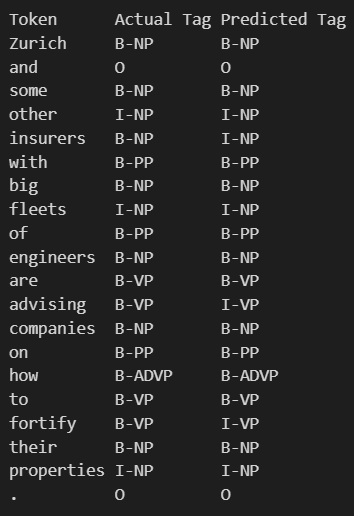 Token Actual Tag Predicted Tag
Zurich B-NP B-NP
and O O
some B-NP B-NP
other I-NP I-NP
insurers B-NP I-NP
with B-PP B-PP
big B-NP B-NP
fleets I-NP I-NP
of B-PP B-PP
engineers B-NP B-NP
are B-VP B-VP
advising B-VP I-VP
companies B-NP B-NP
on B-PP B-PP
how B-ADVP B-ADVP
to B-VP B-VP
fortify B-VP I-VP
their B-NP B-NP
properties I-NP I-NP
. O O